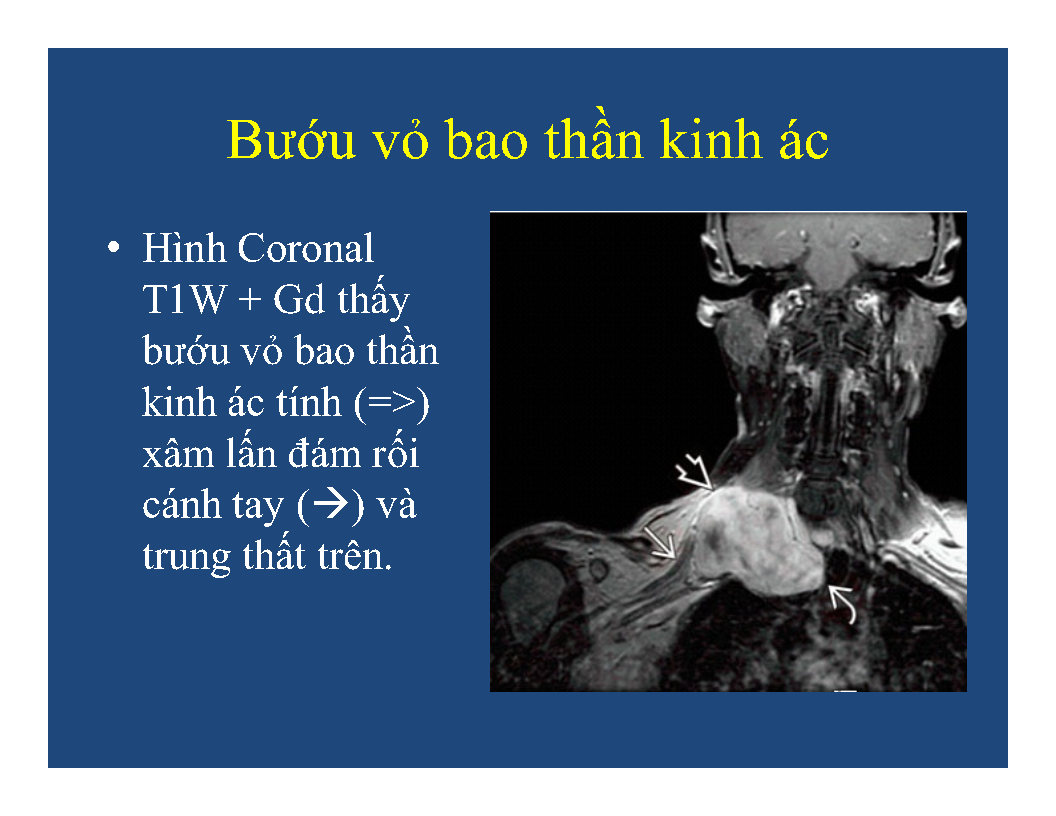 Bướu vỏ bao thần kinh ác
• Hình Coronal
T1W + Gd thấy
bướu vỏ bao thần
kinh ác tính (=>)
xâm lấn đám rối
cánh tay (→) và
trung thất trên.